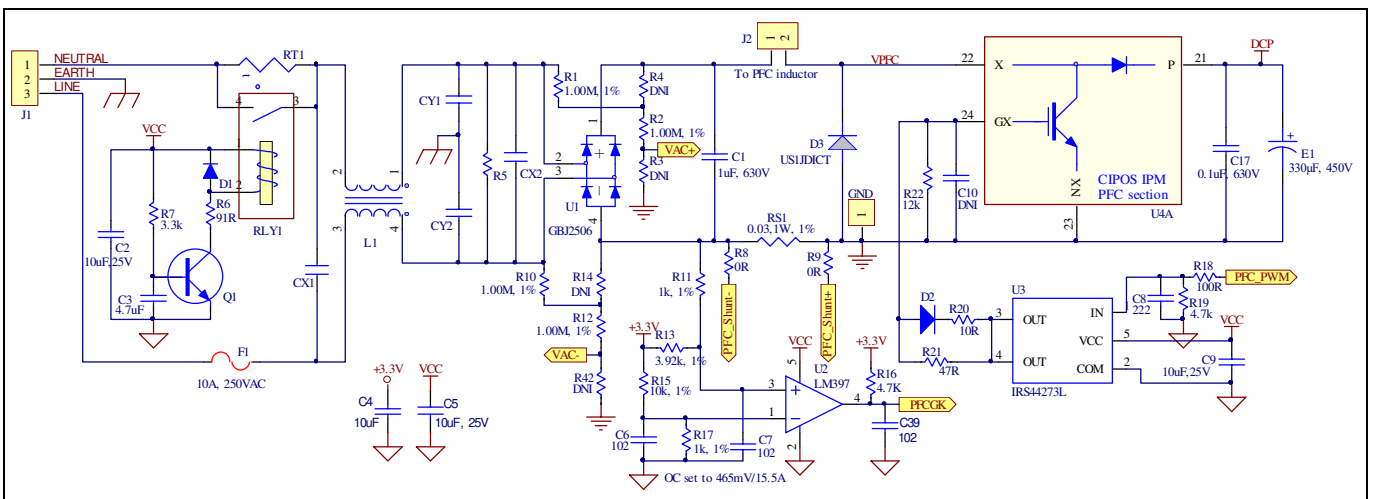 J1
1
2
3
NEUTRAL
EARTH
LINE
RT1
4
3
VCC
D1
1
2
R6
91R
R7
3.3k
C2
10uF,25V
C3
4.7uF
Q1
RLY1
CX1
F1
10A, 250VAC
2
1
3
4
L1
CY1
CY2
R5
CX2
R1
1.00M, 1%
R4
DNI
R2
1.00M, 1%
VAC+
R3
DNI
1
2
3
4
U1
GBJ2506
C1
1uF, 630V
J2
1
2
To PFC inductor
VPFC
D3
US1JDICT
GND
1
RS1
0.03,1W, 1%
R8
0R
R9
0R
PFC_Shunt-
PFC_Shunt+
R10
1.00M, 1%
R14
DNI
R12
1.00M, 1%
VAC-
R42
DNI
R11
1k, 1%
+3.3V
R13
3.92k, 1%
R15
10k, 1%
C6
102
R17
1k, 1%
C7
102
OC set to 465mV/15.5A
VCC
5
U2
LM397
3
1
4
2
+3.3V
R16
4.7K
PFCGK
C39
102
+3.3V
C4
10uF
VCC
C5
10uF, 25V
22
X
P
21
DCP
24
GX
NX
23
CIPOS IPM
PFC section
U4A
R22
12k
C10
DNI
C17
0.1uF, 630V
E1
330µF, 450V
D2
R20
10R
R21
47R
U3
3
OUT
4
OUT
IN
1
VCC
5
COM
2
IRS44273L
C8
222
R18
100R
PFC_PWM
R19
4.7k
VCC
C9
10uF,25V